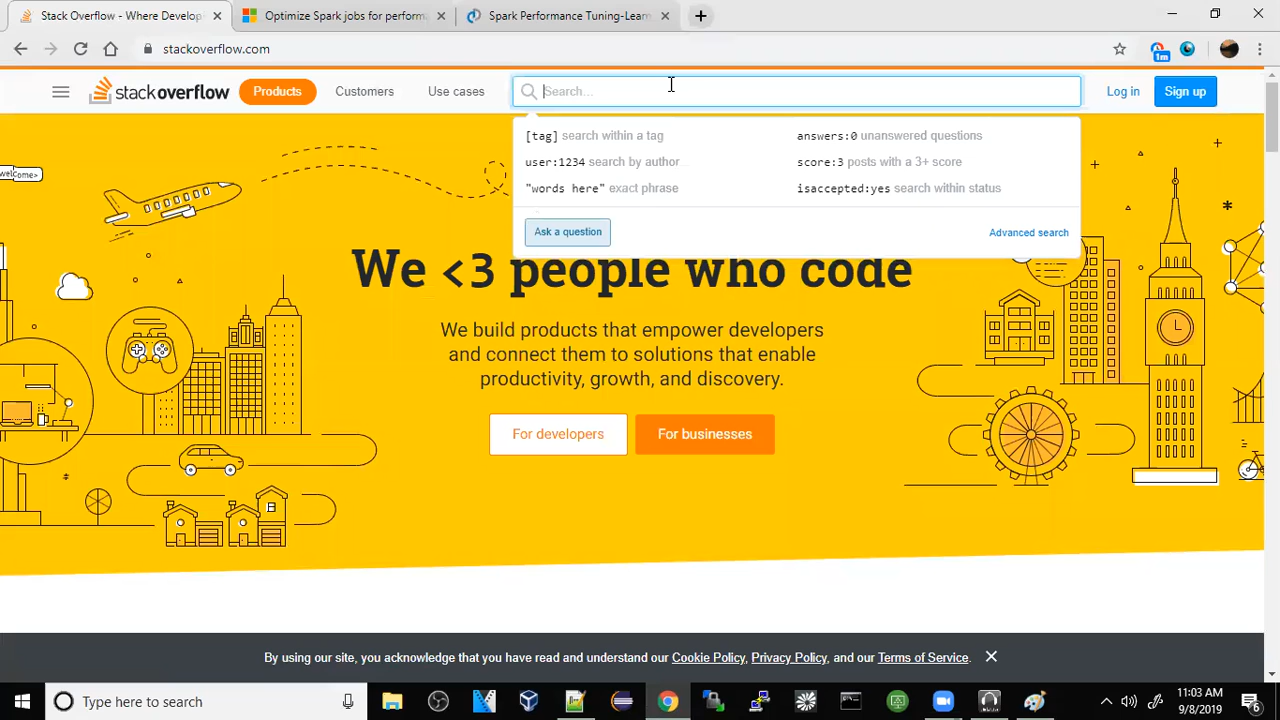 Stack Overflow - Where Develop
Optimize Spark jobs for perform
Spark Performance Tuning-Learn
stackoverflow.com
1m
stackoverflow
Products
Customers
Use cases
Search...
Log in
Sign up
[tag] search within a tag
answers:0 unanswered questions
user:1234 search by author
score:3 posts with a 3+ score
"words here" exact phrase
isaccepted:yes search within status
Ask a question
Advanced search
We <3 people who code
We build products that empower developers
and connect them to solutions that enable
productivity, growth, and discovery.
For developers
For businesses
By using our site, you acknowledge that you have read and understand our Cookie Policy, Privacy Policy, and our Terms of Service.
Type here to search
11:03 AM
9/8/2019
6